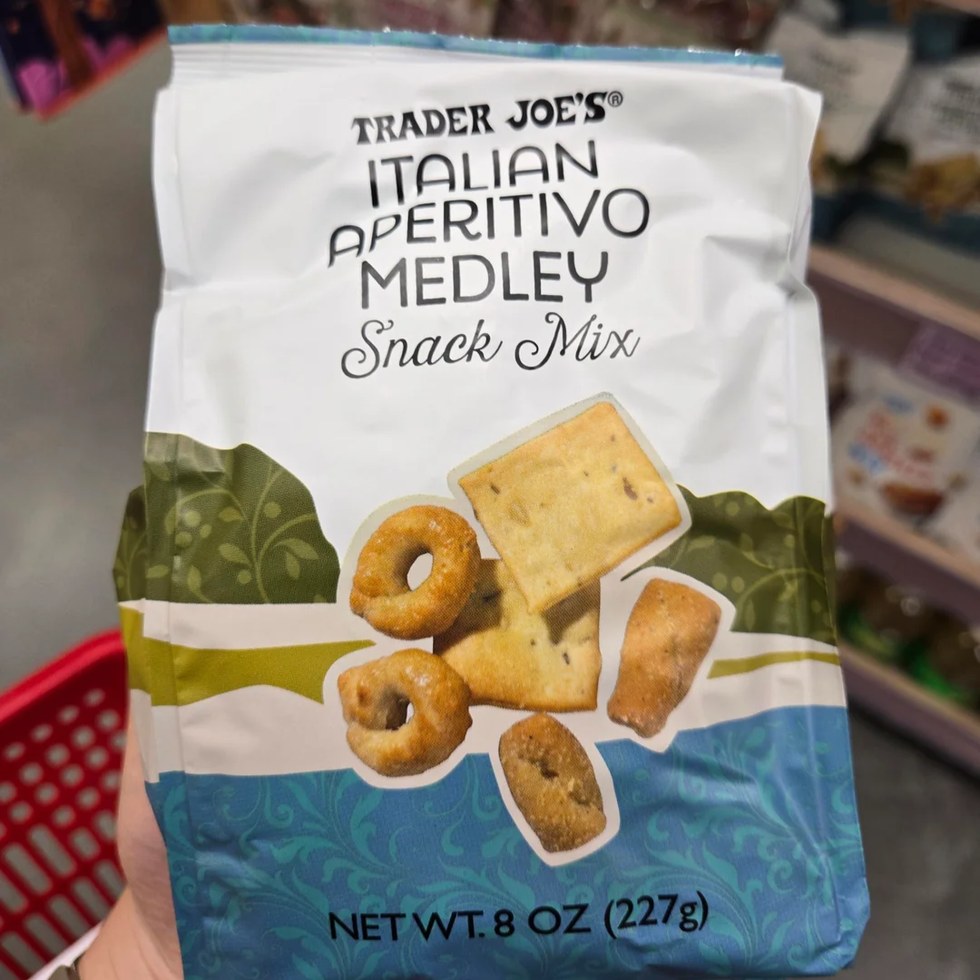 TRADER JOE'S®
ITALIAN
APERITIVO
MEDLEY
Snack Mix
NET WT. 8 OZ (227g)